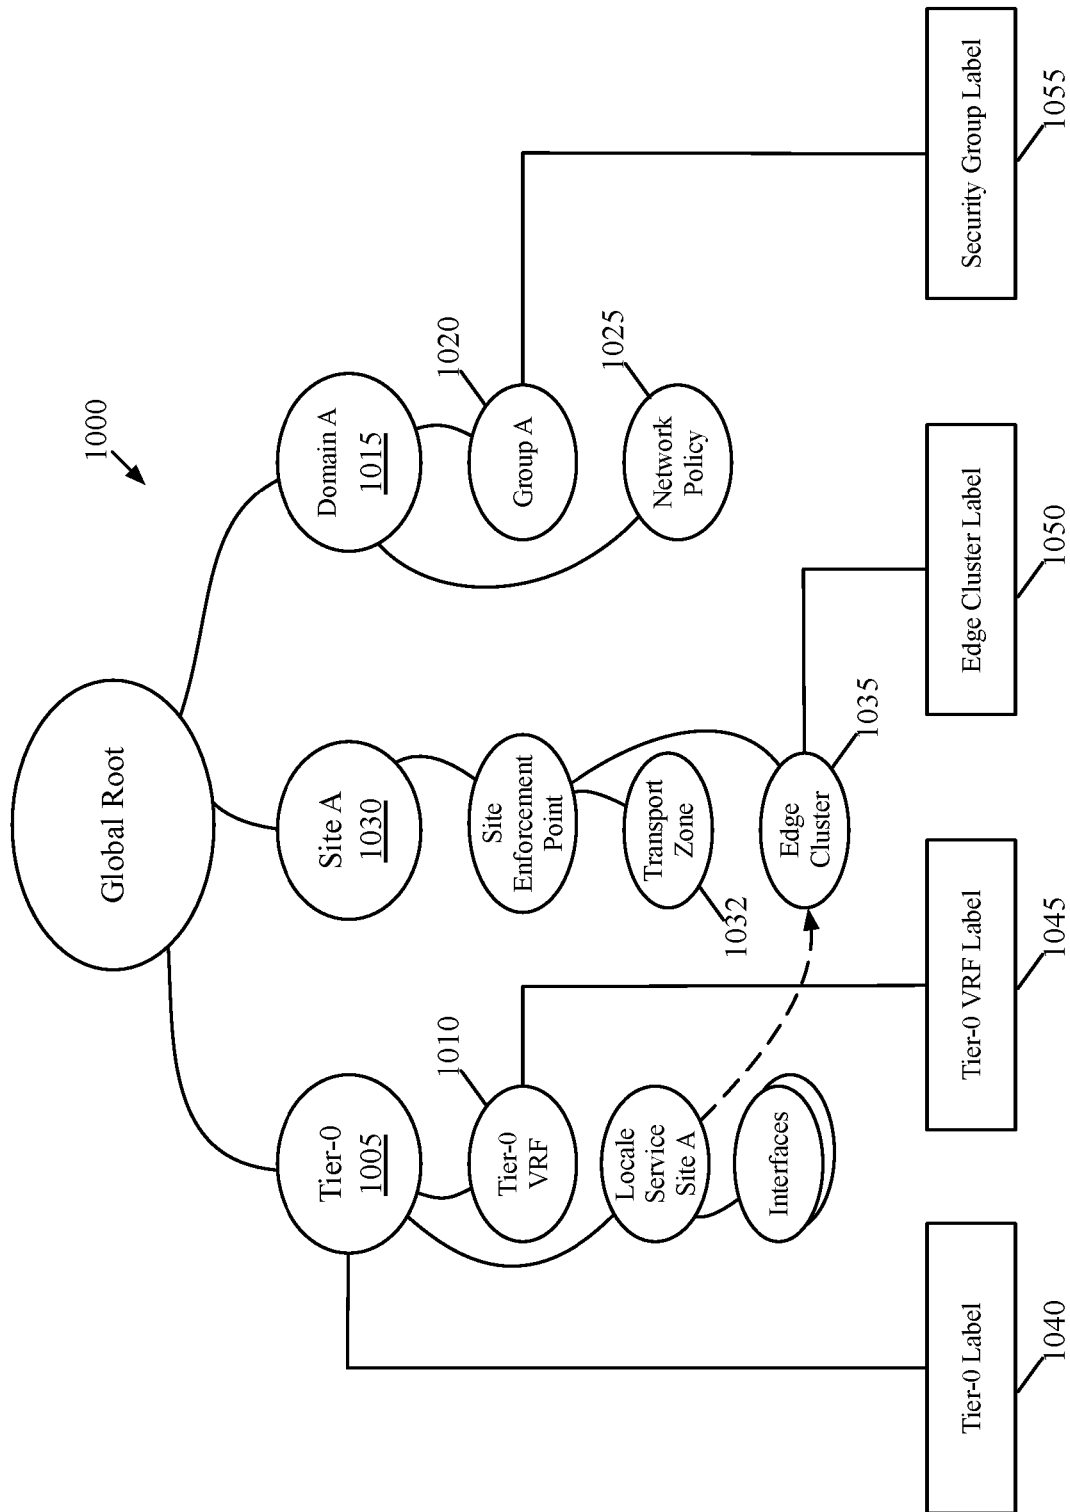 1000
Global Root
Tier-0
1005
Site A
1030
Domain A
1015
1010
Tier-0
VRF
Site
Enforcement
Point
1020
Group A
Locale
Service
Site A
Transport
Zone
1032
1025
Network
Policy
Interfaces
Edge
Cluster
1035
Tier-0 Label
1040
Tier-0 VRF Label
1045
Edge Cluster Label
1050
Security Group Label
1055